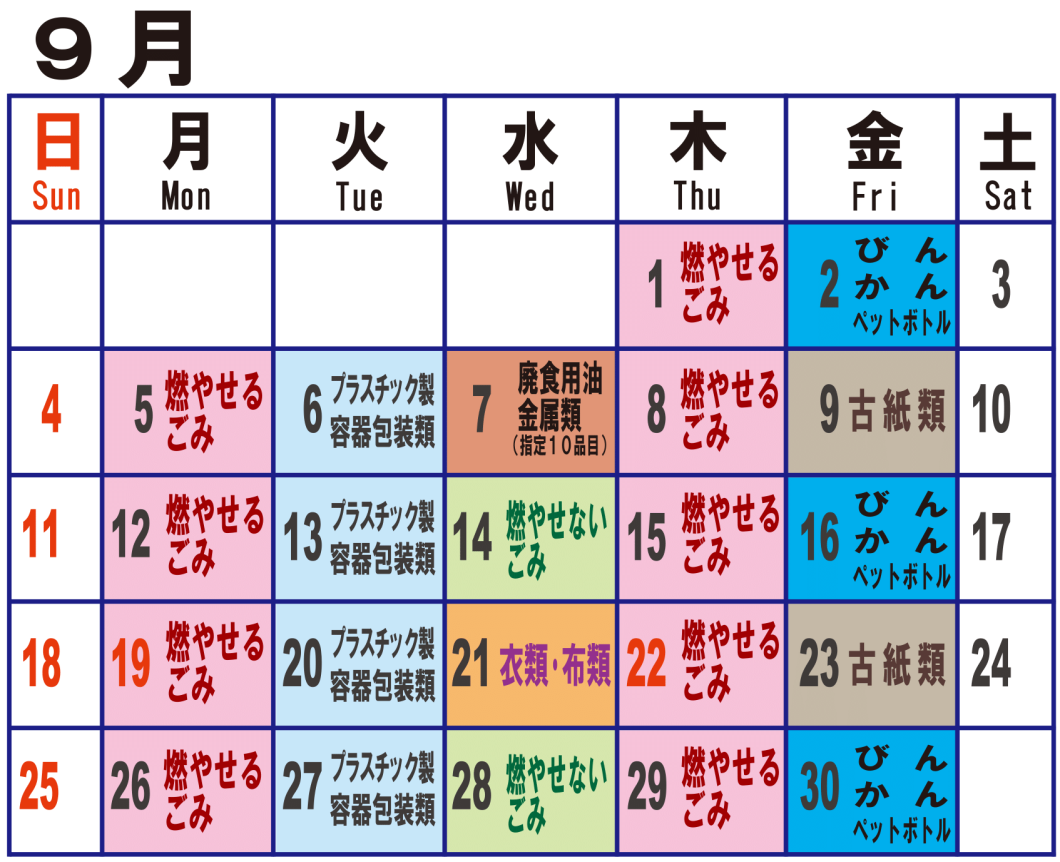 9月
日 月 火 水 木 金 土
Sun Mon Tue Wed Thu Fri Sat
1 燃やせる
ごみ
2 びん
かん
ペットボトル
3
4
5 燃やせる
ごみ
6 プラスチック製
容器包装類
7 廃食用油
金属類
(指定10品目)
8 燃やせる
ごみ
9 古紙類
10
11
12 燃やせる
ごみ
13 プラスチック製
容器包装類
14 燃やせない
ごみ
15 燃やせる
ごみ
16 びん
かん
ペットボトル
17
18
19 燃やせる
ごみ
20 プラスチック製
容器包装類
21 衣類・布類
22 燃やせる
ごみ
23 古紙類
24
25
26 燃やせる
ごみ
27 プラスチック製
容器包装類
28 燃やせない
ごみ
29 燃やせる
ごみ
30 びん
かん
ペットボトル